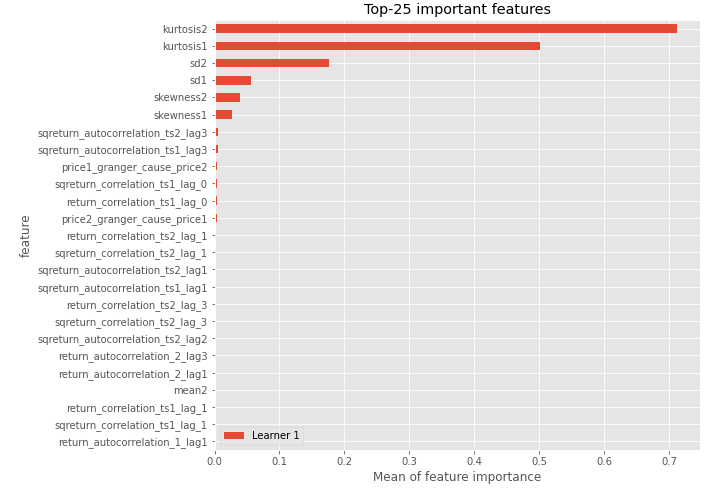 Top-25 important features
kurtosis2
kurtosis1
sd2
sd1
skewness2
skewness1
sqreturn_autocorrelation_ts2_lag3
sqreturn_autocorrelation_ts1_lag3
price1_granger_cause_price2
sqreturn_correlation_ts1_lag_0
return_correlation_ts1_lag_0
price2_granger_cause_price1
return_correlation_ts2_lag_1
sqreturn_correlation_ts2_lag_1
sqreturn_autocorrelation_ts2_lag1
sqreturn_autocorrelation_ts1_lag1
return_correlation_ts2_lag_3
sqreturn_correlation_ts2_lag_3
sqreturn_autocorrelation_ts2_lag2
return_autocorrelation_2_lag3
return_autocorrelation_2_lag1
mean2
return_correlation_ts1_lag_1
sqreturn_correlation_ts1_lag_1
return_autocorrelation_1_lag1
feature
Learner 1
0.0 0.1 0.2 0.3 0.4 0.5 0.6 0.7
Mean of feature importance